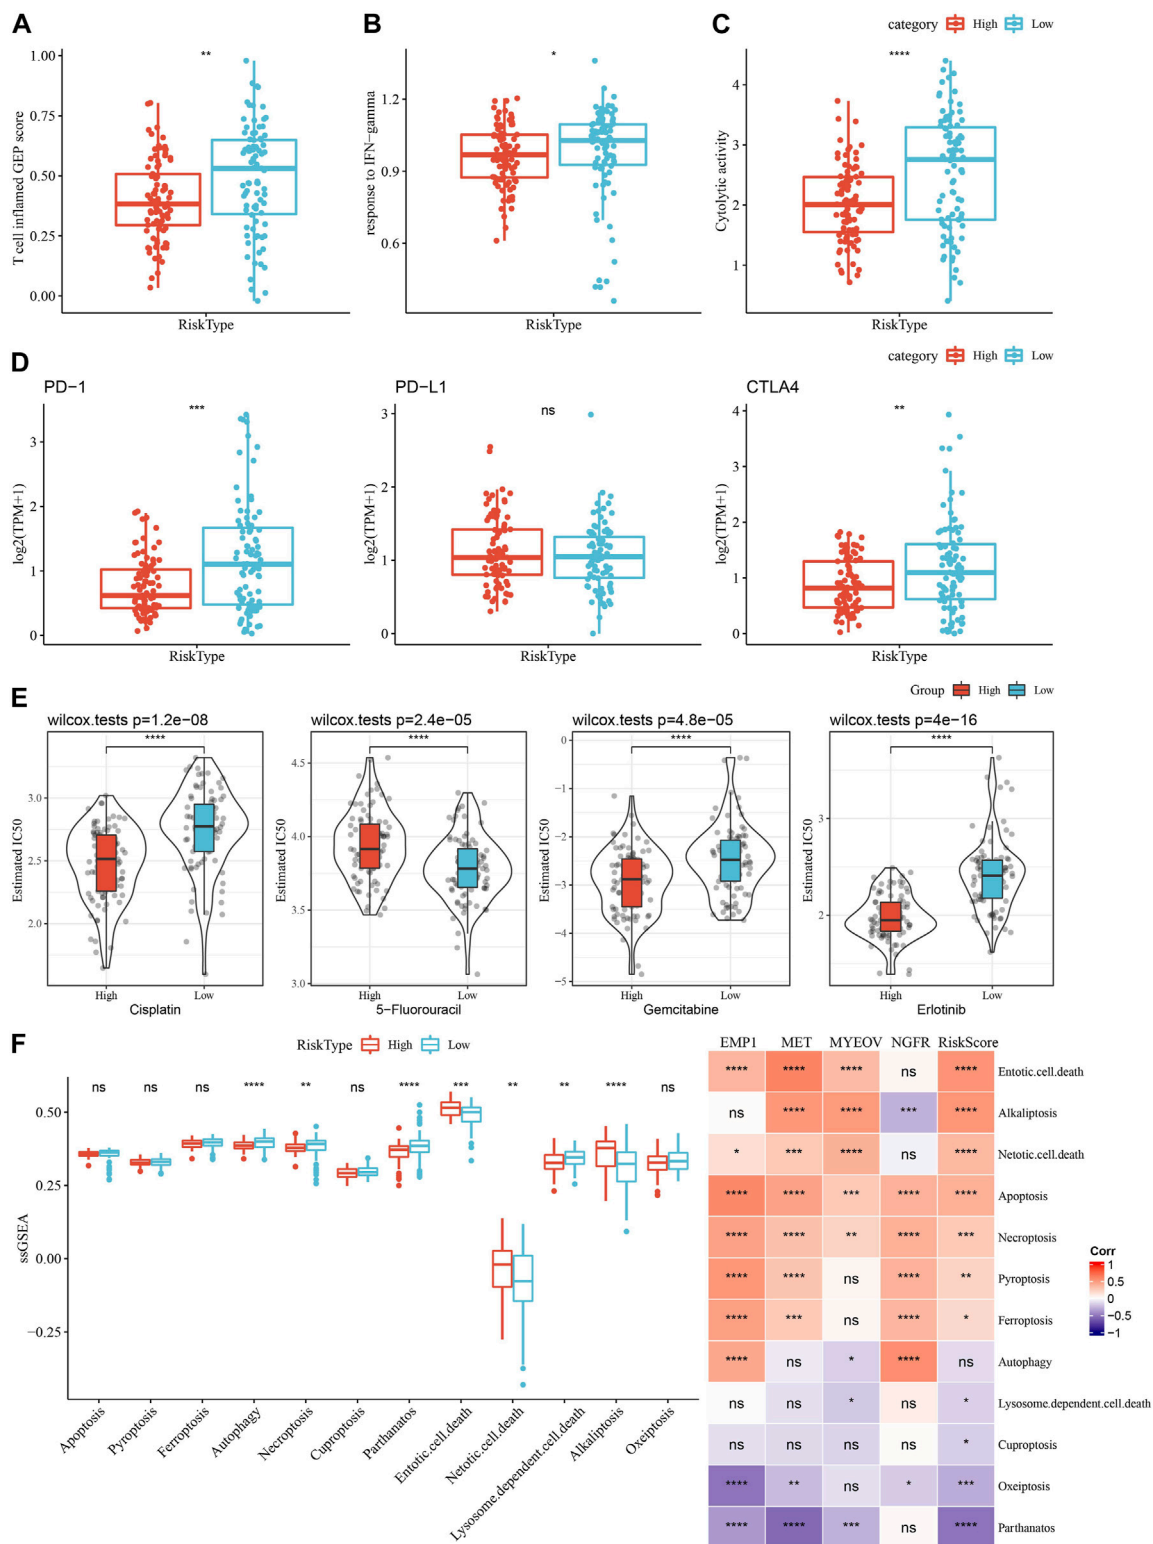 A
B
C
category High Low
**
*
****
T cell inflamed GEP score
1.00
0.75
0.50
0.25
0.00
RiskType
response to IFN−gamma
1.2
0.9
0.6
RiskType
Cytolytic activity
4
3
2
1
RiskType
D
category High Low
PD−1
PD−L1
CTLA4
***
ns
**
log2(TPM+1)
3
2
1
0
RiskType
log2(TPM+1)
3
2
1
0
RiskType
log2(TPM+1)
4
3
2
1
0
RiskType
E
Group High Low
wilcox.tests p=1.2e−08
wilcox.tests p=2.4e−05
wilcox.tests p=4.8e−05
wilcox.tests p=4e−16
****
****
****
****
Estimated IC50
3.0
2.5
2.0
High
Low
Cisplatin
Estimated IC50
4.5
4.0
3.5
3.0
High
Low
5−Fluorouracil
Estimated IC50
0
−1
−2
−3
−4
−5
High
Low
Gemcitabine
Estimated IC50
3
2
High
Low
Erlotinib
F
RiskType High Low
ns ns ns **** ** ns **** *** ** ** **** ns
ssGSEA
0.50
0.25
0.00
−0.25
Apoptosis
Pyroptosis
Ferroptosis
Autophagy
Necroptosis
Cuproptosis
Parthanatos
Entotic.cell.death
Netotic.cell.death
Lysosome.dependent.cell.death
Alkaliptosis
Oxeiptosis
EMP1 MET MYEOV NGFR RiskScore
**** **** **** ns **** Entotic.cell.death
ns **** **** *** **** Alkaliptosis
* *** **** ns **** Netotic.cell.death
**** **** *** **** **** Apoptosis
**** **** ** **** *** Necroptosis
**** **** ns **** ** Pyroptosis
**** *** ns **** * Ferroptosis
**** ns * **** ns Autophagy
ns ns * ns * Lysosome.dependent.cell.death
ns ns ns ns * Cuproptosis
**** ** ns * *** Oxeiptosis
**** **** *** ns **** Parthanatos
Corr
1
0.5
0
−0.5
−1